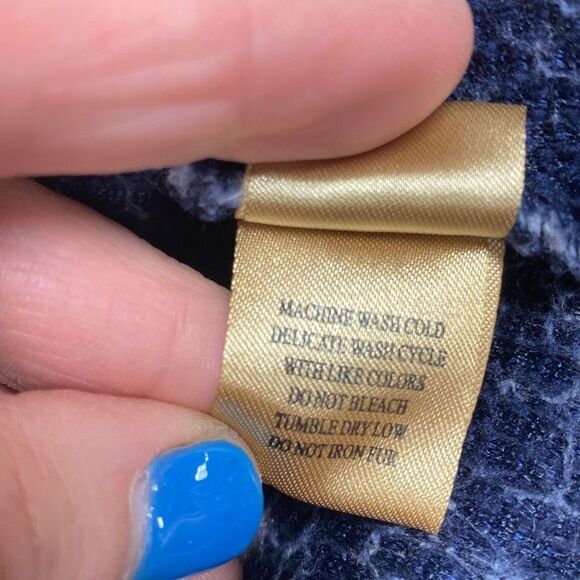 MACHINE WASH COLD
DELICATE WASH CYCLE
WITH LIKE COLORS
DO NOT BLEACH
TUMBLE DRY LOW
DO NOT IRON FUR